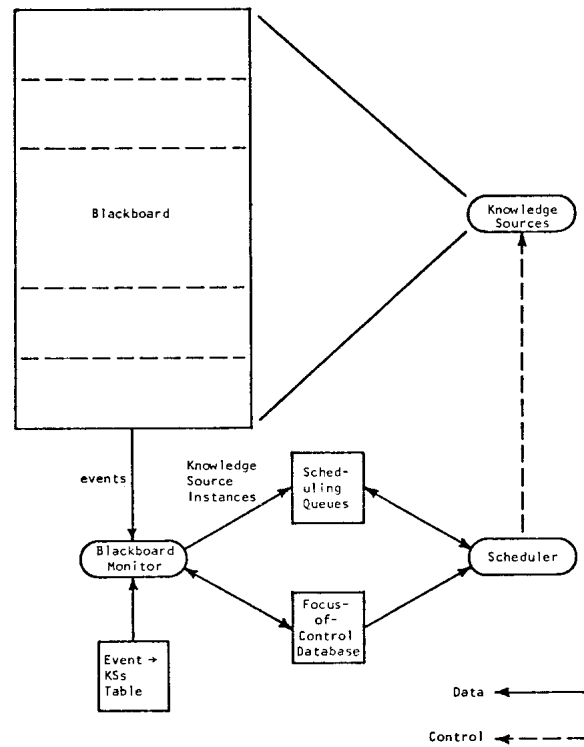 Blackboard
Knowledge
Sources
events
Knowledge
Source
Instances
Sched-
uling
Queues
Blackboard
Monitor
Scheduler
Focus-
of-
Control
Database
Event →
KSs
Table
Data
Control